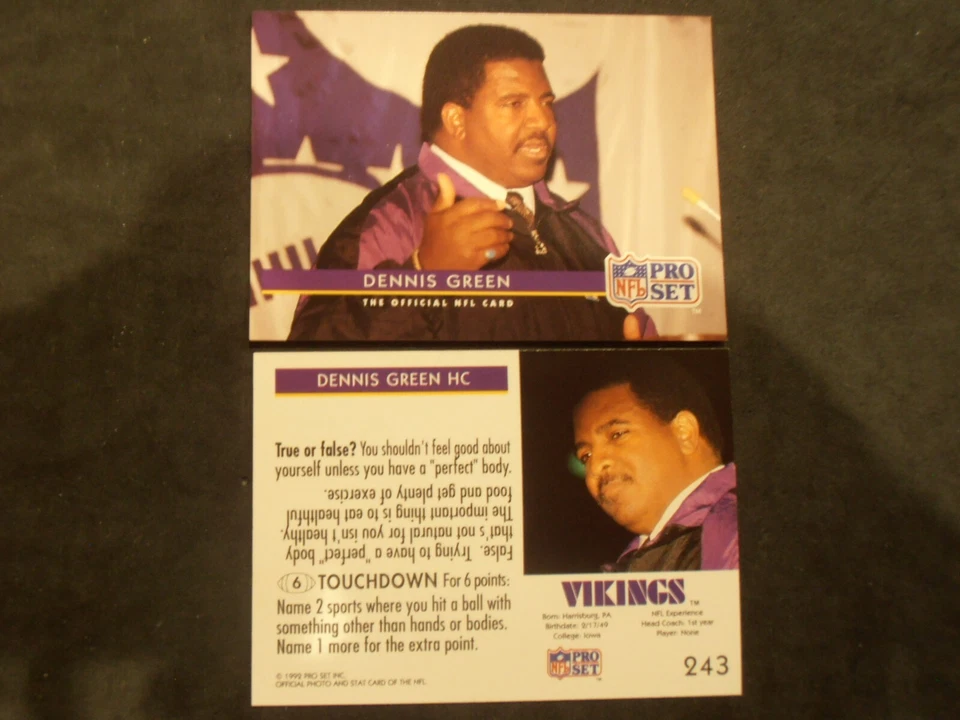 DENNIS GREEN
THE OFFICIAL NFL CARD
NFL
PRO
SET
TM
DENNIS GREEN HC
True or false? You shouldn't feel good about
yourself unless you have a "perfect" body.
False. Trying to have a "perfect" body
that's not natural for you isn't healthy.
The important thing is to eat healthful
food and get plenty of exercise.
6 TOUCHDOWN For 6 points:
Name 2 sports where you hit a ball with
something other than hands or bodies.
Name 1 more for the extra point.
© 1992 PRO SET INC.
OFFICIAL PHOTO AND STAT CARD OF THE NFL.
VIKINGS TM
Born: Harrisburg, PA
Birthdate: 2/17/49
College: Iowa
NFL Experience
Head Coach: 1st year
Player: None
NFL
PRO
SET
243